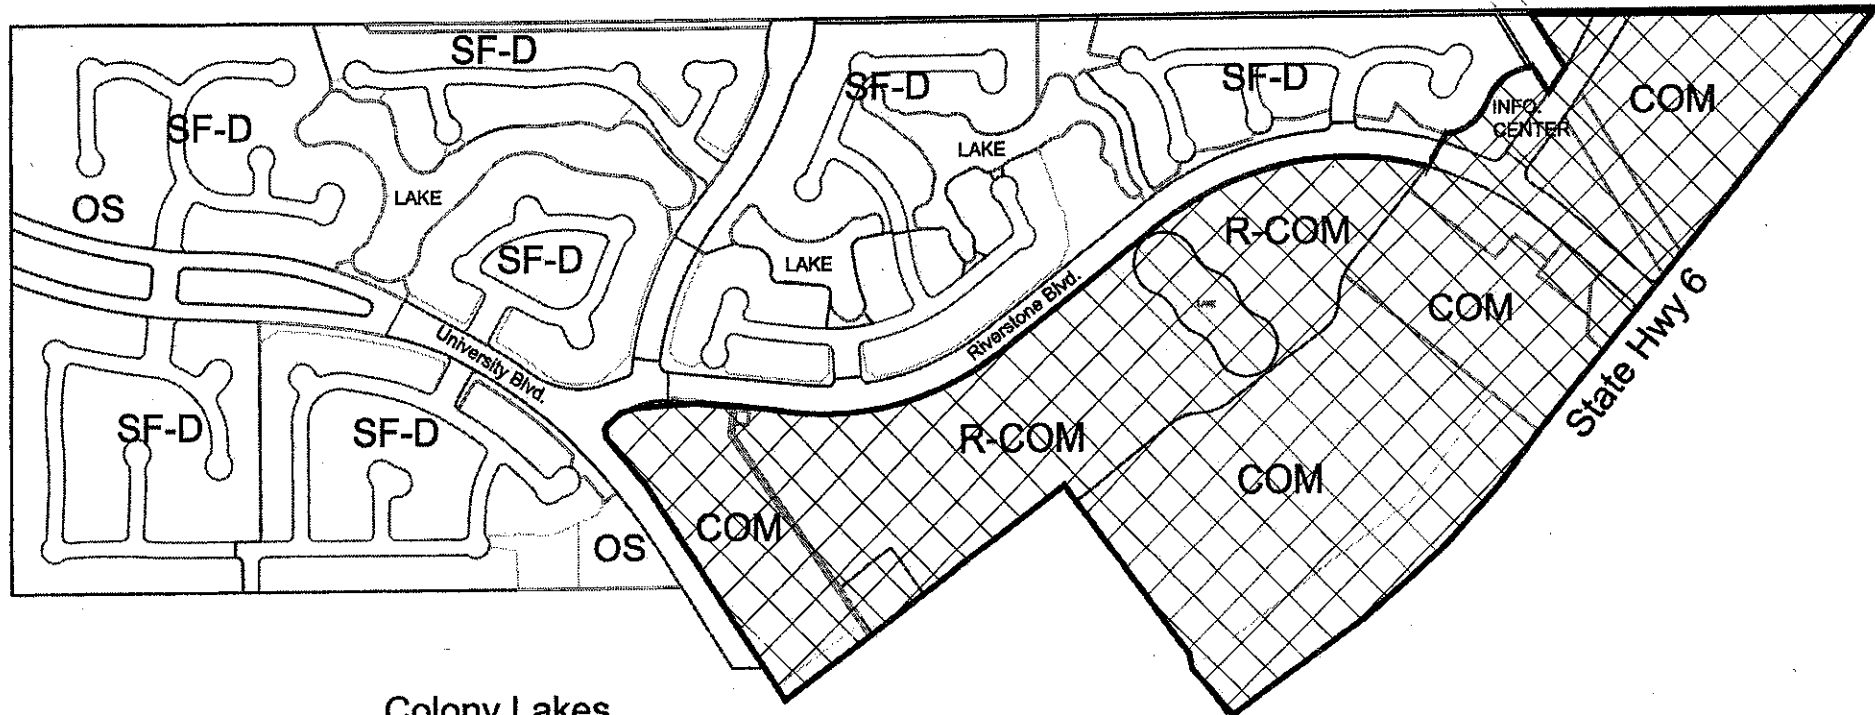 SF-D
SF-D
SF-D
SF-D
COM
INFO.
CENTER
OS
LAKE
LAKE
R-COM
SF-D
LAKE
COM
Riverstone Blvd.
University Blvd.
State Hwy 6
SF-D
SF-D
R-COM
COM
COM
OS
Colony Lakes